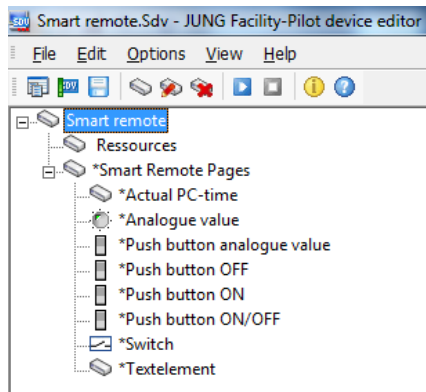 Smart remote.Sdv - JUNG Facility-Pilot device editor
File Edit Options View Help
Smart remote
Ressources
*Smart Remote Pages
*Actual PC-time
*Analogue value
*Push button analogue value
*Push button OFF
*Push button ON
*Push button ON/OFF
*Switch
*Textelement